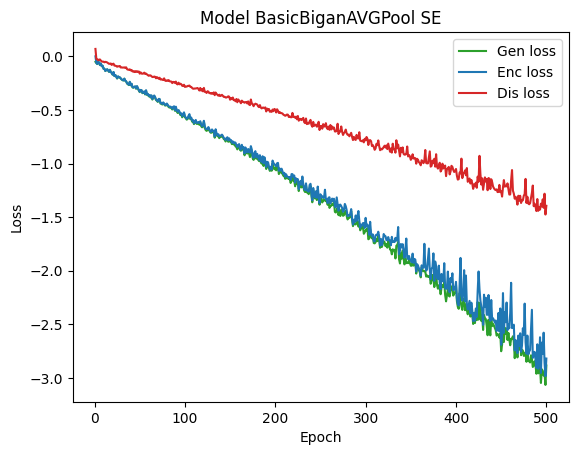 Model BasicBiganAVGPool SE
Gen loss
Enc loss
Dis loss
Loss
0.0
−0.5
−1.0
−1.5
−2.0
−2.5
−3.0
0
100
200
300
400
500
Epoch